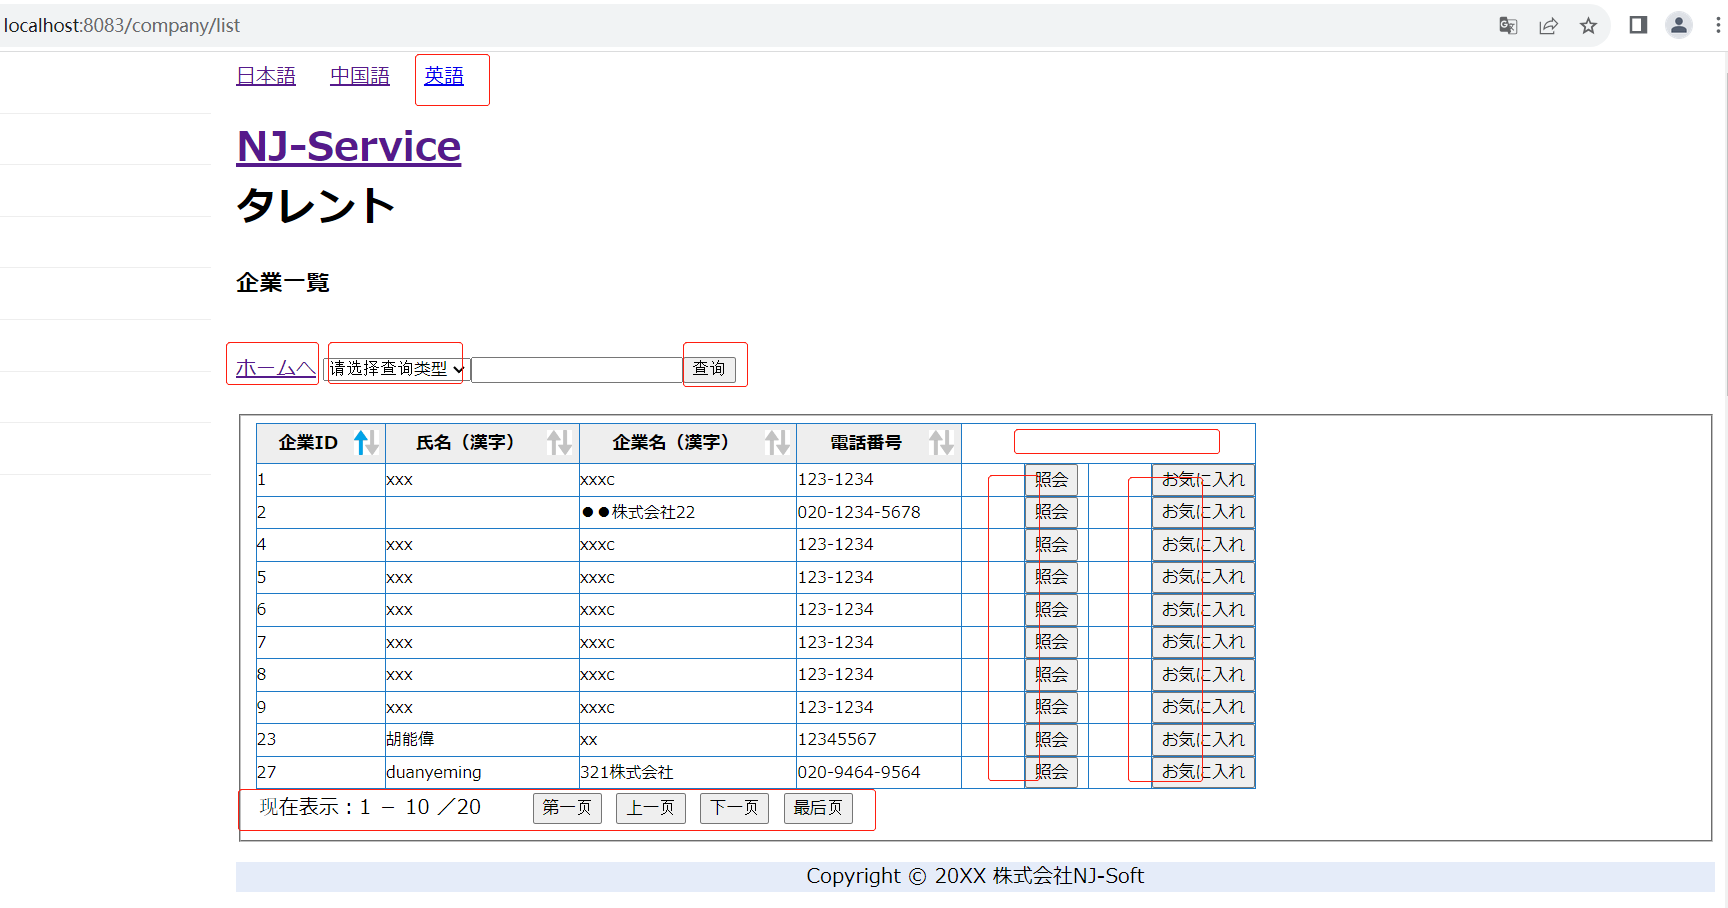 localhost:8083/company/list
日本語 中国語 英語
NJ-Service
タレント
企業一覧
ホームへ 请选择查询类型 查询
企業ID 氏名（漢字） 企業名（漢字） 電話番号
1 xxx xxxc 123-1234 照会 お気に入れ
2 ●●株式会社22 020-1234-5678 照会 お気に入れ
4 xxx xxxc 123-1234 照会 お気に入れ
5 xxx xxxc 123-1234 照会 お気に入れ
6 xxx xxxc 123-1234 照会 お気に入れ
7 xxx xxxc 123-1234 照会 お気に入れ
8 xxx xxxc 123-1234 照会 お気に入れ
9 xxx xxxc 123-1234 照会 お気に入れ
23 胡能偉 xx 12345567 照会 お気に入れ
27 duanyeming 321株式会社 020-9464-9564 照会 お気に入れ
现在表示：1 － 10 ／20 第一页 上一页 下一页 最后页
Copyright © 20XX 株式会社NJ-Soft